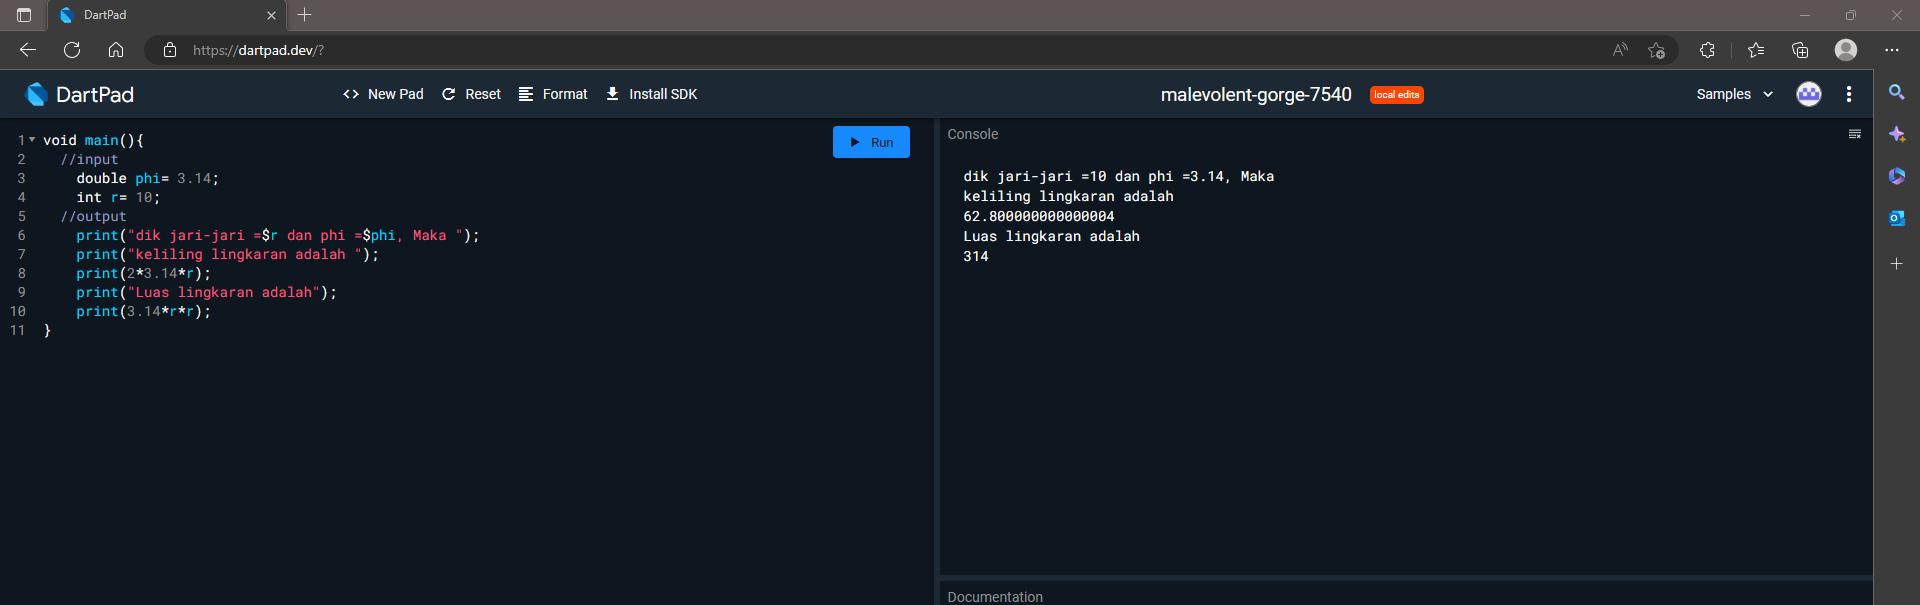 DartPad
https://dartpad.dev/?
DartPad
New Pad
Reset
Format
Install SDK
malevolent-gorge-7540
local edits
Samples
1 void main(){
2 //input
3 double phi= 3.14;
4 int r= 10;
5 //output
6 print("dik jari-jari =$r dan phi =$phi, Maka ");
7 print("keliling lingkaran adalah ");
8 print(2*3.14*r);
9 print("Luas lingkaran adalah");
10 print(3.14*r*r);
11 }
Run
Console
dik jari-jari =10 dan phi =3.14, Maka
keliling lingkaran adalah
62.800000000000004
Luas lingkaran adalah
314
Documentation